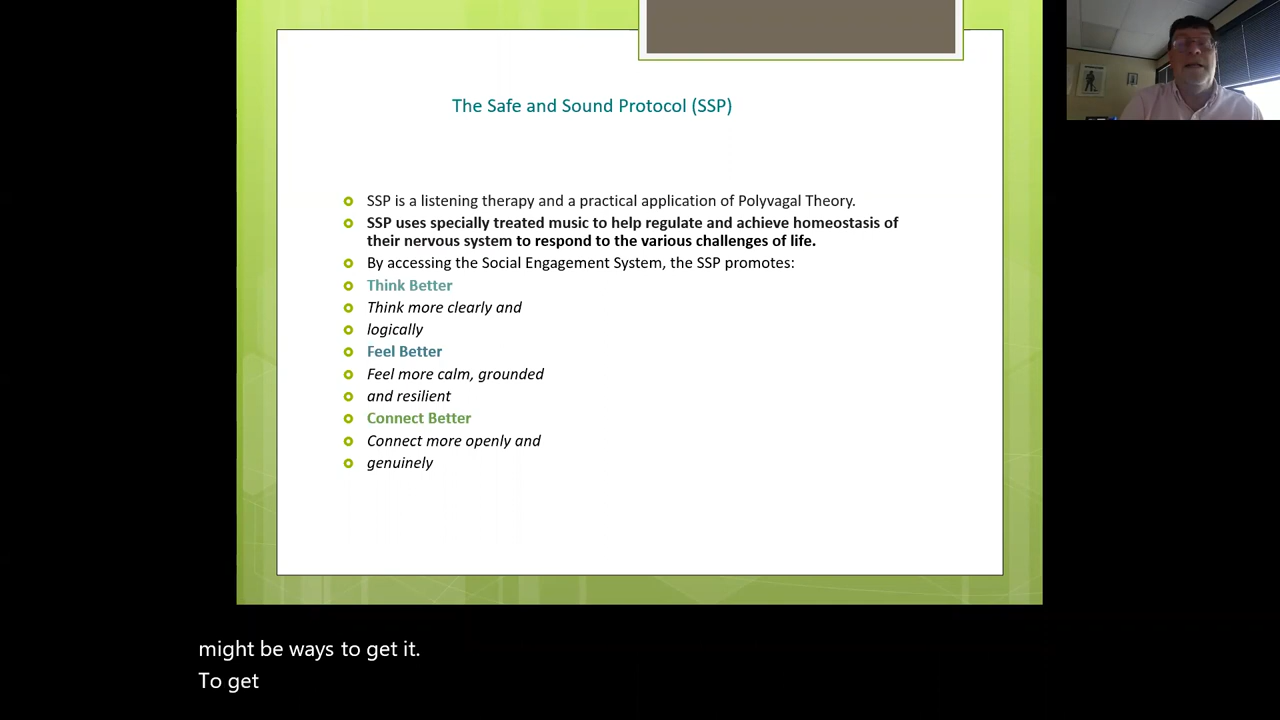 The Safe and Sound Protocol (SSP)
SSP is a listening therapy and a practical application of Polyvagal Theory.
SSP uses specially treated music to help regulate and achieve homeostasis of
their nervous system to respond to the various challenges of life.
By accessing the Social Engagement System, the SSP promotes:
Think Better
Think more clearly and
logically
Feel Better
Feel more calm, grounded
and resilient
Connect Better
Connect more openly and
genuinely
might be ways to get it.
To get